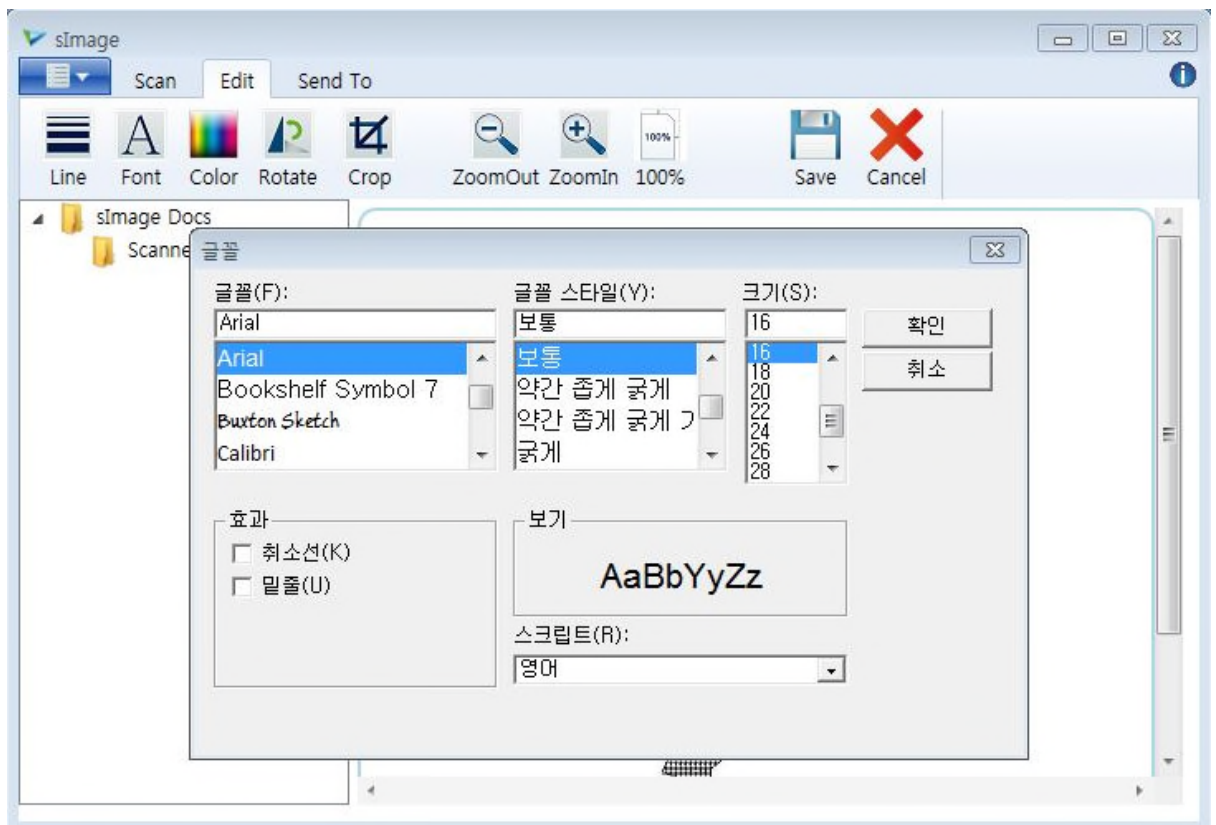 sImage
Scan Edit Send To
Line Font Color Rotate Crop ZoomOut ZoomIn 100% Save Cancel
sImage Docs
Scanne
글꼴
글꼴(F): 글꼴 스타일(Y): 크기(S):
Arial 보통 16 확인
Arial 보통 16 취소
Bookshelf Symbol 7 약간 좁게 굵게 18
Buxton Sketch 약간 좁게 굵게 20
Calibri 굵게 22
24
26
28
효과 보기
취소선(K)
밑줄(U)
AaBbYyZz
스크립트(R):
영어